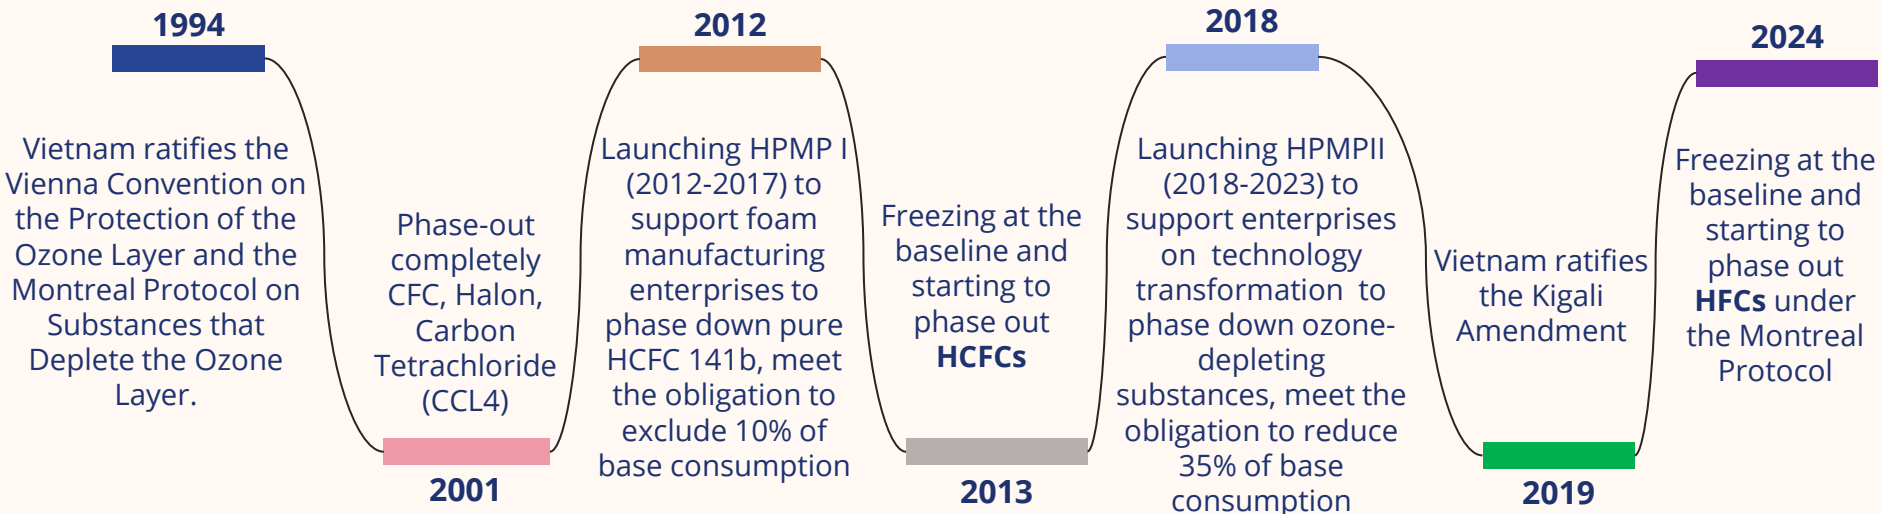 1994
Vietnam ratifies the
Vienna Convention on
the Protection of the
Ozone Layer and the
Montreal Protocol on
Substances that
Deplete the Ozone
Layer.
Phase-out
completely
CFC, Halon,
Carbon
Tetrachloride
(CCL4)
2001
2012
Launching HPMP I
(2012-2017) to
support foam
manufacturing
enterprises to
phase down pure
HCFC 141b, meet
the obligation to
exclude 10% of
base consumption
Freezing at the
baseline and
starting to
phase out
HCFCs
2013
2018
Launching HPMPII
(2018-2023) to
support enterprises
on technology
transformation to
phase down ozone-
depleting
substances, meet the
obligation to reduce
35% of base
consumption
Vietnam ratifies
the Kigali
Amendment
2019
2024
Freezing at the
baseline and
starting to
phase out
HFCs under
the Montreal
Protocol